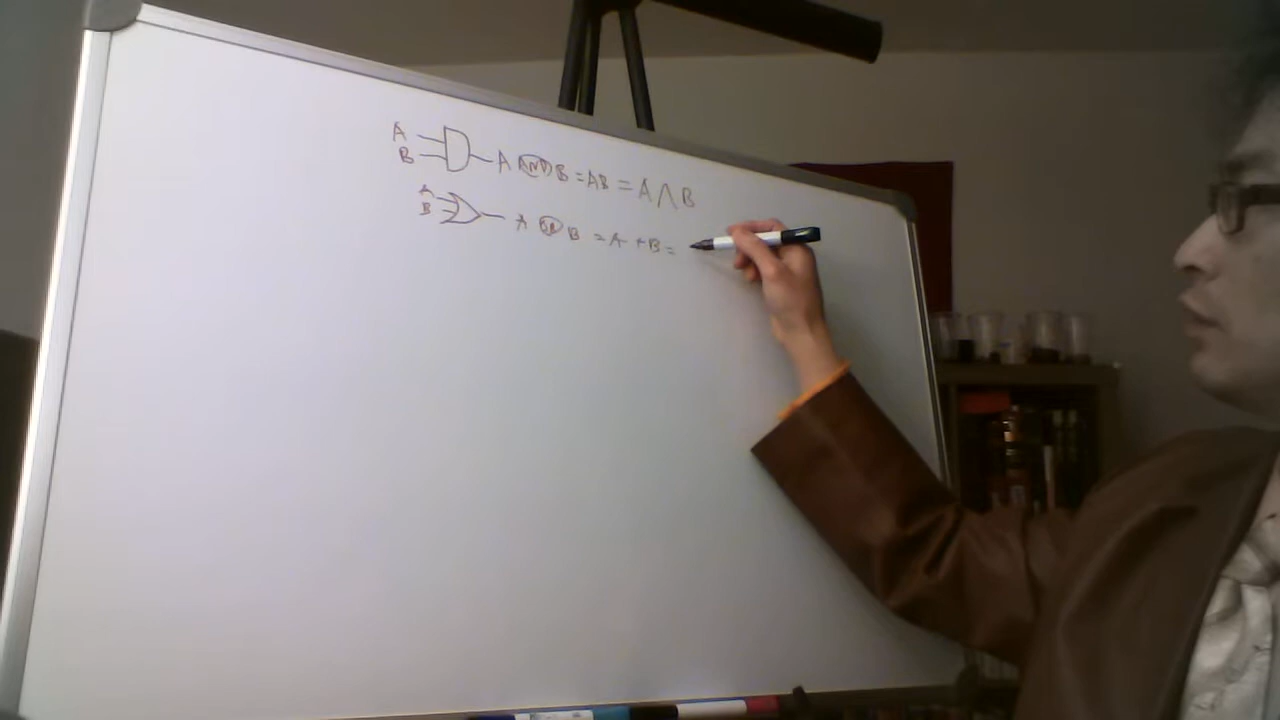 A
B
A AND B = AB = A ∧ B
A
B
A OR B = A + B =